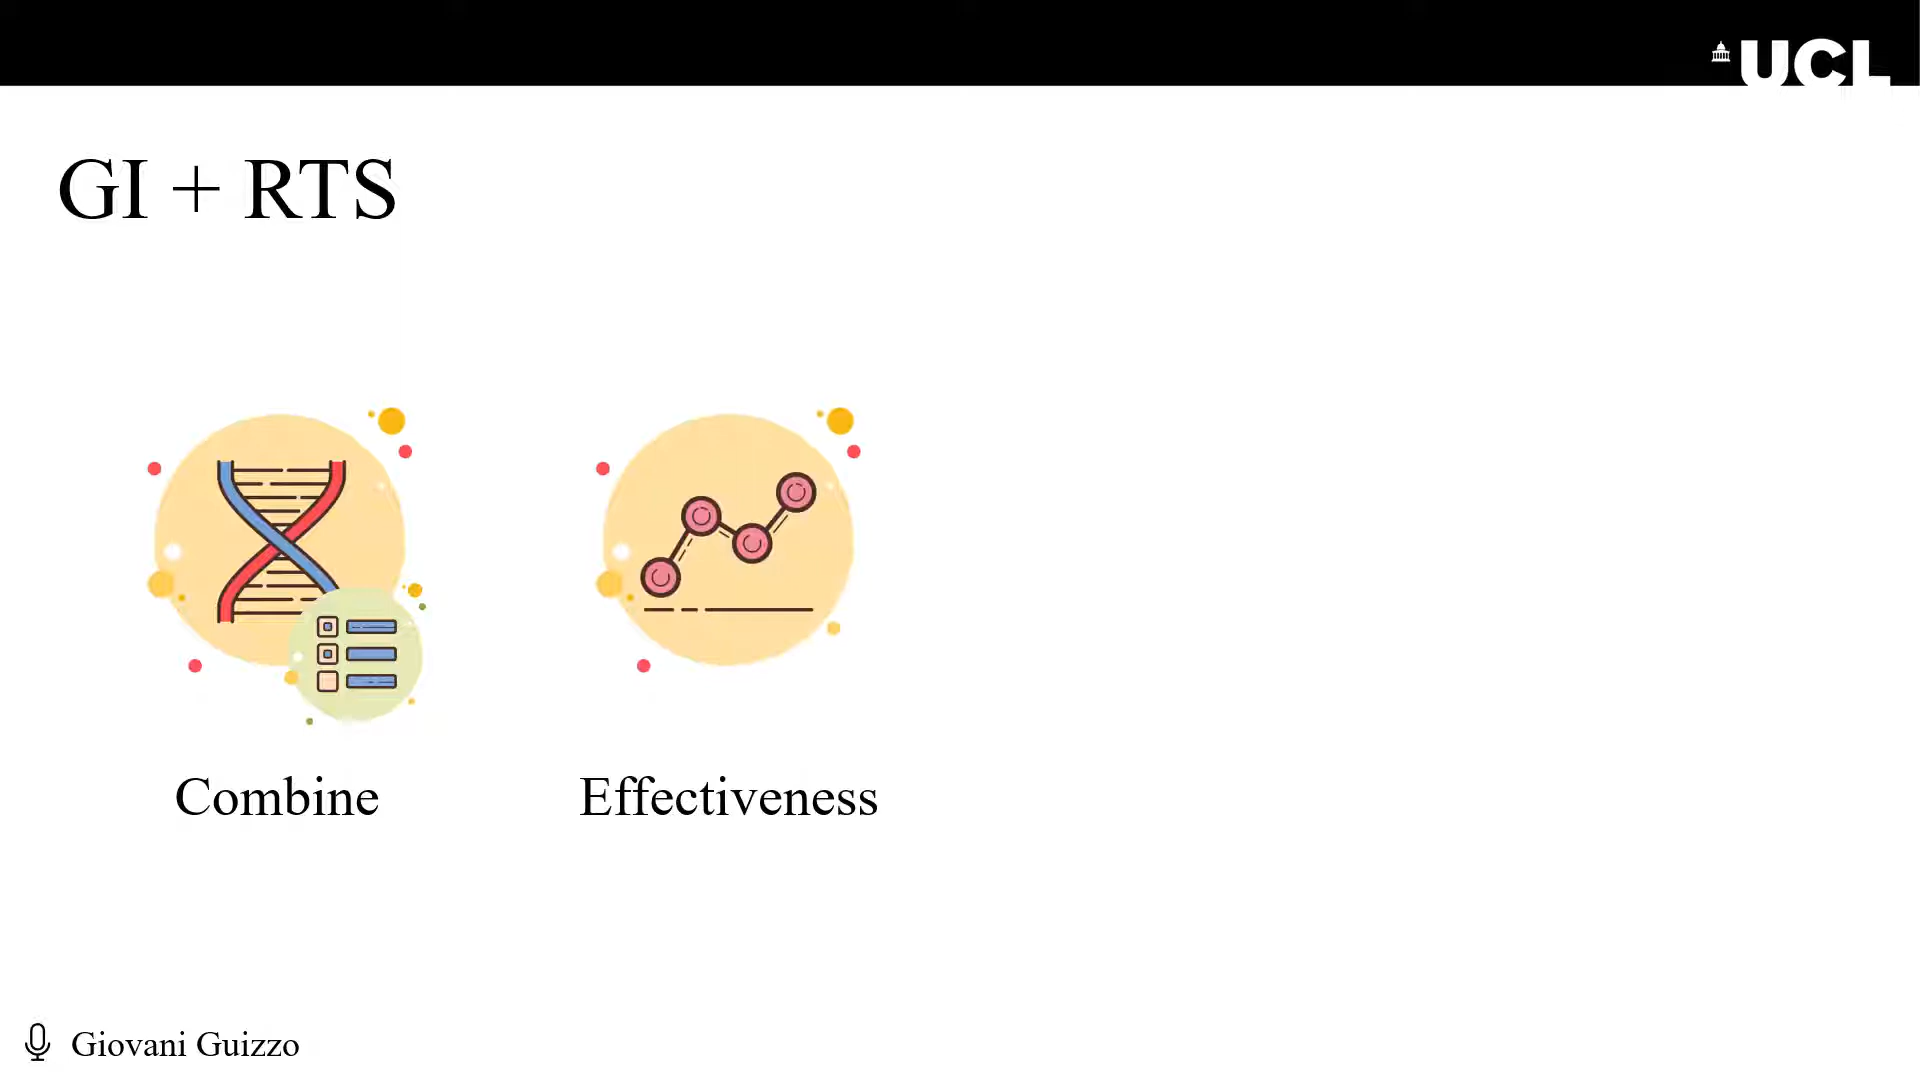 UCL
GI + RTS
Combine
Effectiveness
Giovani Guizzo